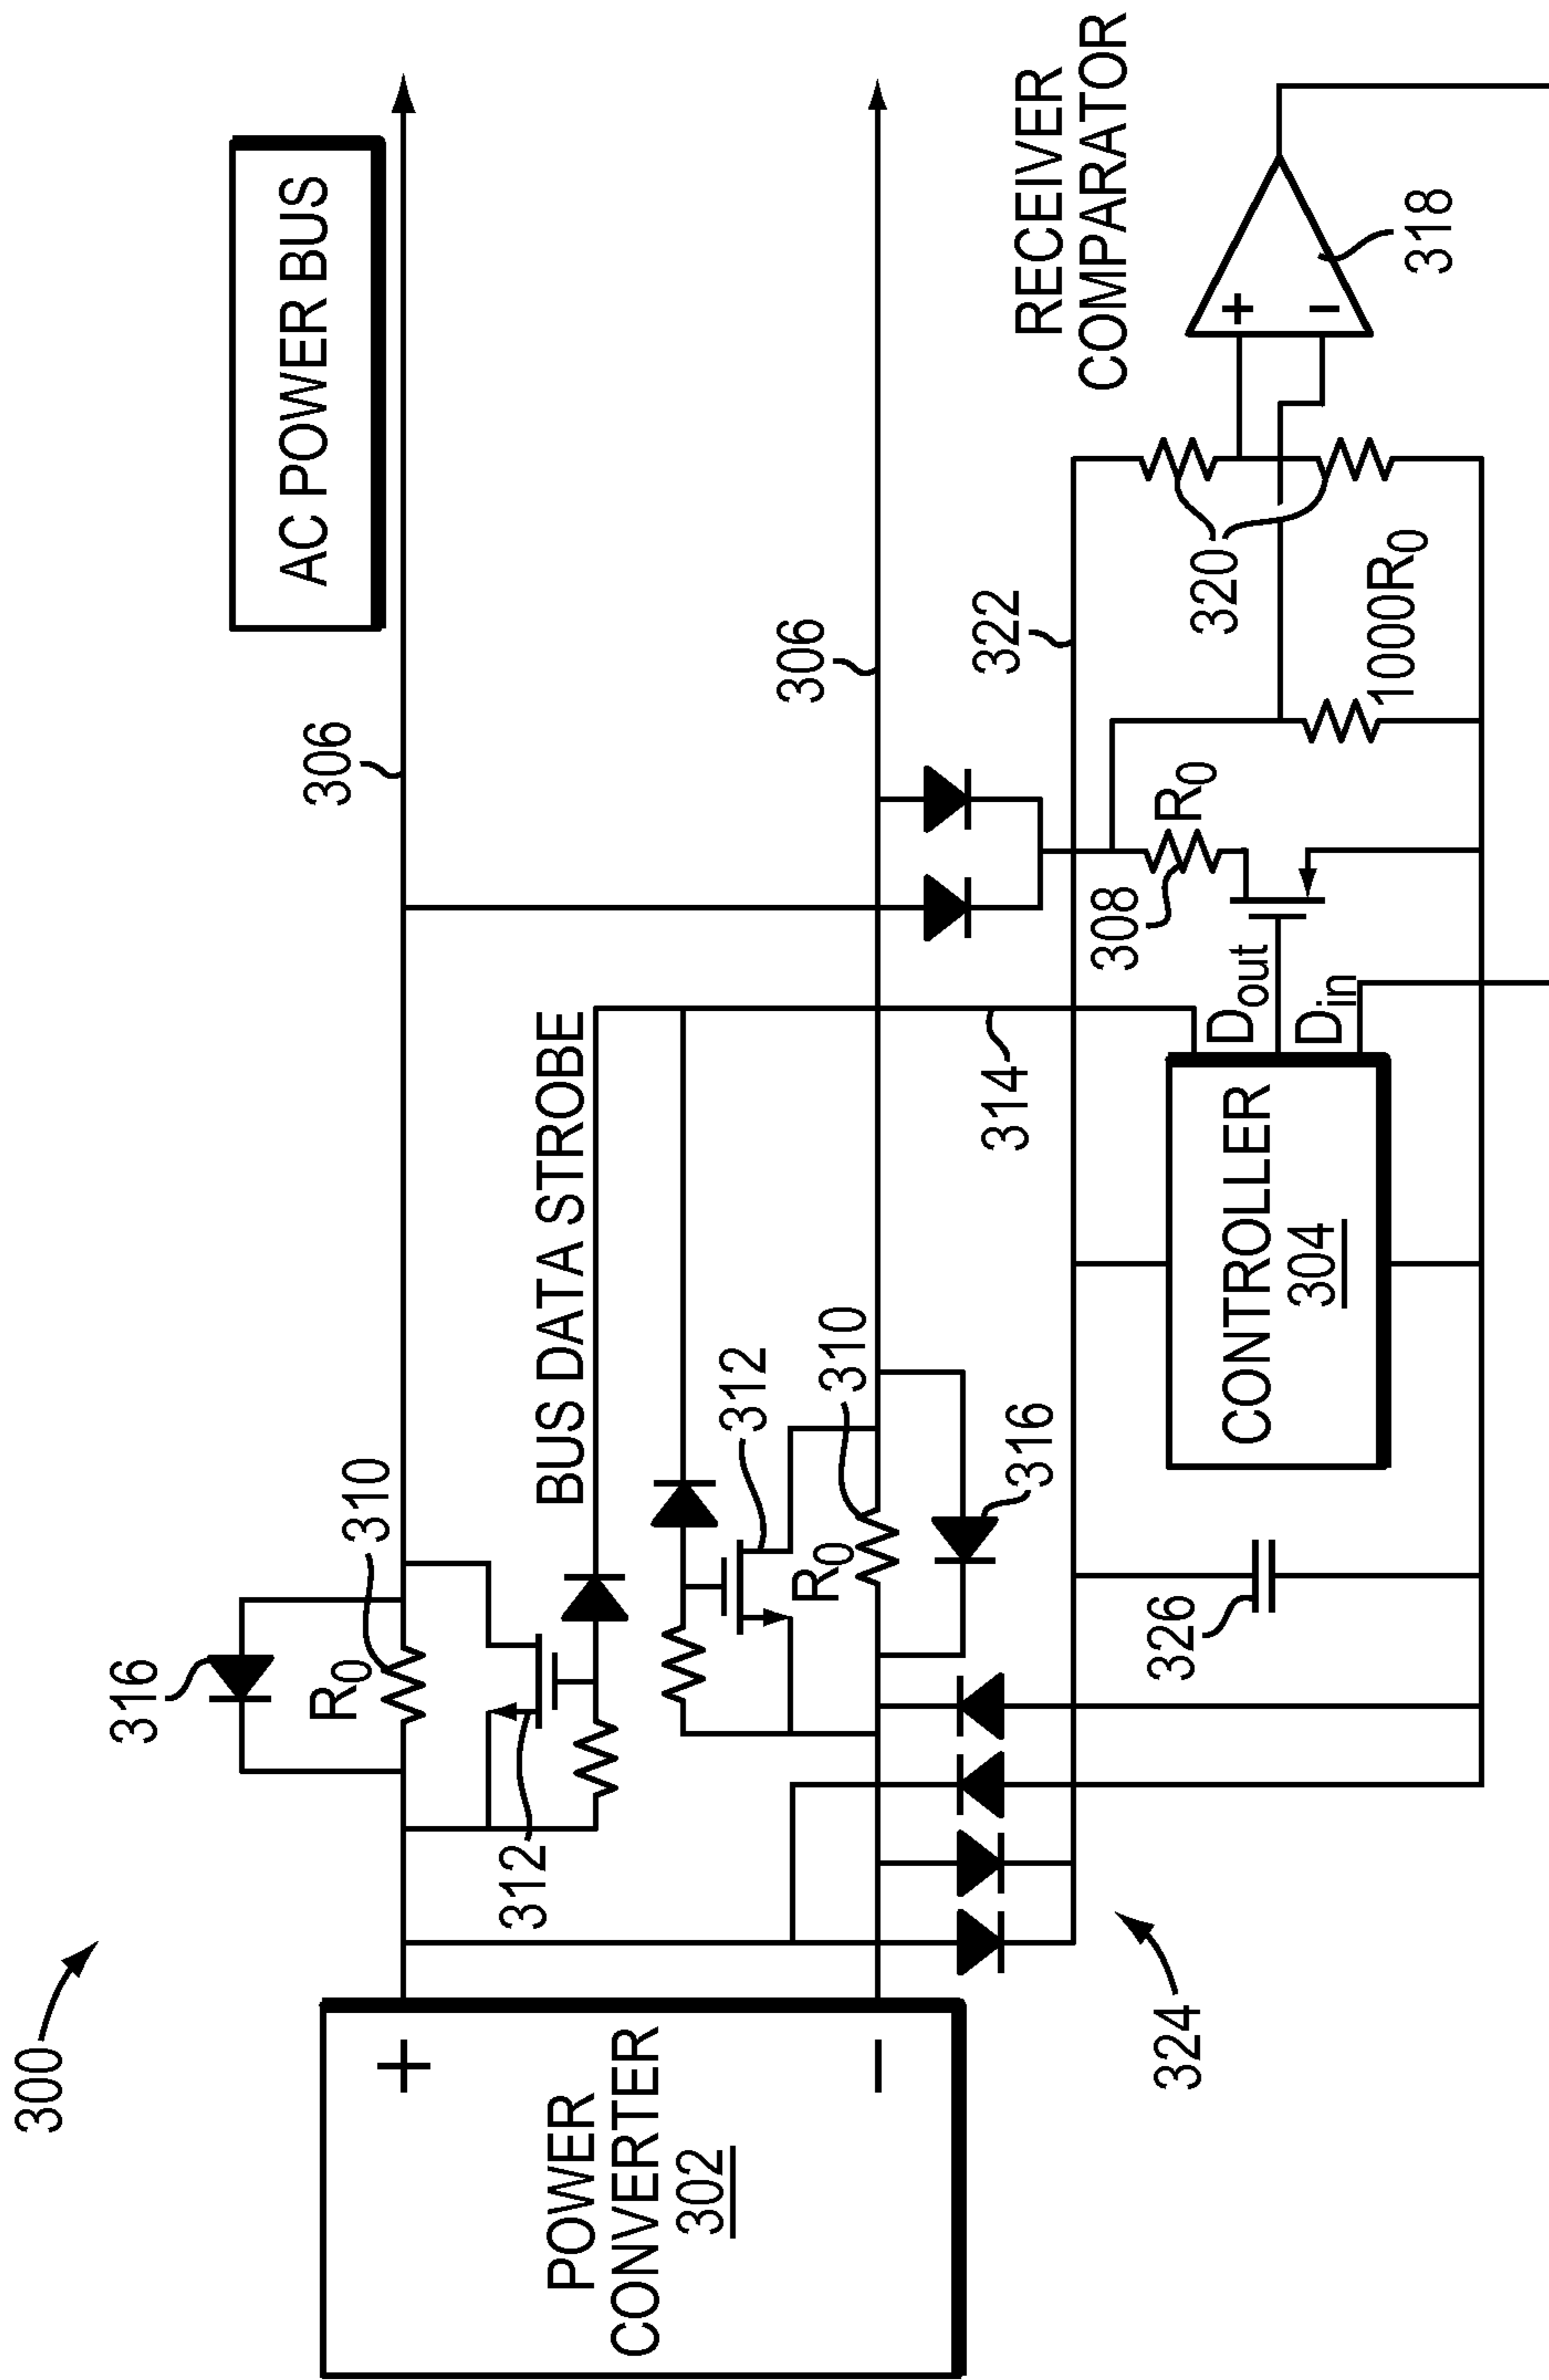 300
AC POWER BUS
316
310
R0
306
312
BUS DATA STROBE
312
R0
310
306
316
POWER
CONVERTER
302
+
−
324
326
314
322
308
R0
RECEIVER
COMPARATOR
CONTROLLER
304
Dout
Din
320
1000R0
+
−
318